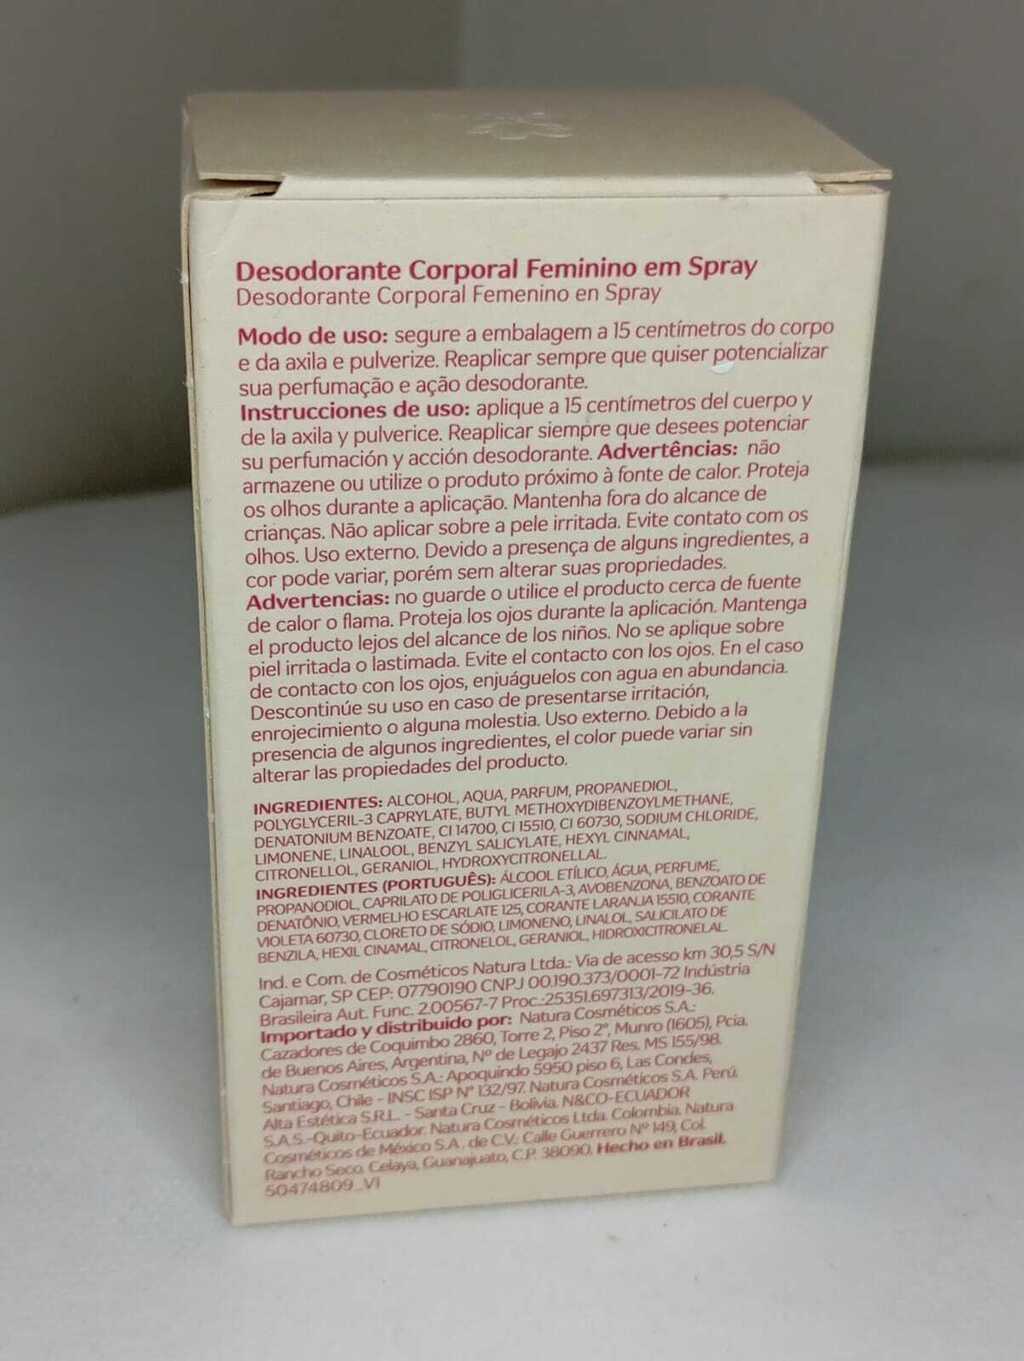 Desodorante Corporal Feminino em Spray
Desodorante Corporal Femenino en Spray
Modo de uso: segure a embalagem a 15 centímetros do corpo
e da axila e pulverize. Reaplicar sempre que quiser potencializar
sua perfumação e ação desodorante.
Instrucciones de uso: aplique a 15 centímetros del cuerpo y
de la axila y pulverice. Reaplicar siempre que desees potenciar
su perfumación y acción desodorante. Advertências: não
armazene ou utilize o produto próximo à fonte de calor. Proteja
os olhos durante a aplicação. Mantenha fora do alcance de
crianças. Não aplicar sobre a pele irritada. Evite contato com os
olhos. Uso externo. Devido a presença de alguns ingredientes, a
cor pode variar, porém sem alterar suas propriedades.
Advertencias: no guarde o utilice el producto cerca de fuente
de calor o flama. Proteja los ojos durante la aplicación. Mantenga
el producto lejos del alcance de los niños. No se aplique sobre
piel irritada o lastimada. Evite el contacto con los ojos. En el caso
de contacto con los ojos, enjuáguelos con agua en abundancia.
Descontinúe su uso en caso de presentarse irritación,
enrojecimiento o alguna molestia. Uso externo. Debido a la
presencia de algunos ingredientes, el color puede variar sin
alterar las propiedades del producto.
INGREDIENTES: ALCOHOL, AQUA, PARFUM, PROPANEDIOL,
POLYGLYCERIL-3 CAPRYLATE, BUTYL METHOXYDIBENZOYLMETHANE,
DENATONIUM BENZOATE, CI 14700, CI 15510, CI 60730, SODIUM CHLORIDE,
LIMONENE, LINALOOL, BENZYL SALICYLATE, HEXYL CINNAMAL,
CITRONELLOL, GERANIOL, HYDROXYCITRONELLAL.
INGREDIENTES (PORTUGUÊS): ÁLCOOL ETÍLICO, ÁGUA, PERFUME,
PROPANODIOL, CAPRILATO DE POLIGLICERILA-3, AVOBENZONA, BENZOATO DE
DENATÔNIO, VERMELHO ESCARLATE 125, CORANTE LARANJA 15510, CORANTE
VIOLETA 60730, CLORETO DE SÓDIO, LIMONENO, LINALOL, SALICILATO DE
BENZILA, HEXIL CINAMAL, CITRONELOL, GERANIOL, HIDROXICITRONELAL.
Ind. e Com. de Cosméticos Natura Ltda.: Via de acesso km 30,5 S/N
Cajamar, SP CEP: 07790190 CNPJ 00.190.373/0001-72 Indústria
Brasileira Aut. Func. 2.00567-7 Proc.:25351.697313/2019-36.
Importado y distribuido por: Natura Cosméticos S.A.:
Cazadores de Coquimbo 2860, Torre 2, Piso 2º, Munro (1605), Pcia.
de Buenos Aires, Argentina, Nº de Legajo 2437 Res. MS 155/98.
Natura Cosméticos S.A.: Apoquindo 5950 piso 6, Las Condes,
Santiago, Chile - INSC ISP N° 132/97. Natura Cosméticos S.A. Perú.
Alta Estética S.R.L. - Santa Cruz - Bolivia. N&CO-ECUADOR
S.A.S.-Quito-Ecuador. Natura Cosméticos Ltda. Colombia. Natura
Cosméticos de México S.A. de C.V.: Calle Guerrero Nº 149, Col.
Rancho Seco, Celaya, Guanajuato, C.P. 38090. Hecho en Brasil.
50474809_V1